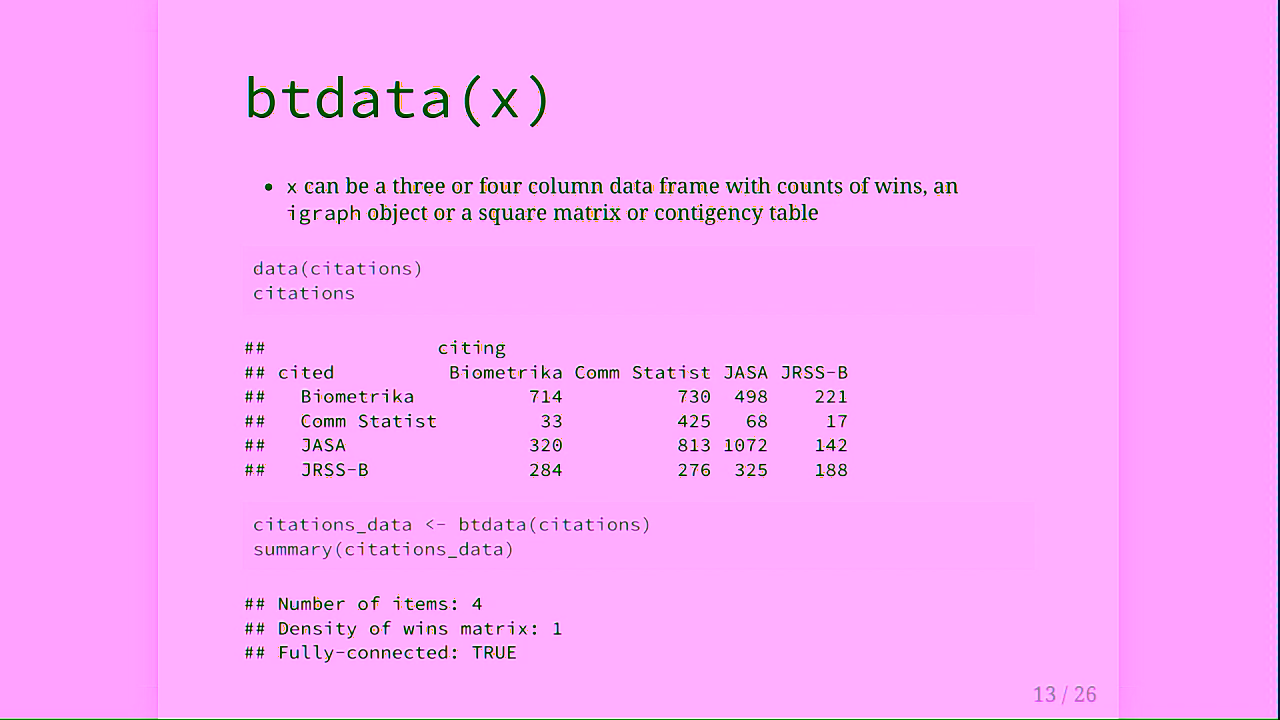 btdata(x)
• x can be a three or four column data frame with counts of wins, an
igraph object or a square matrix or contigency table
data(citations)
citations
##               citing
## cited          Biometrika Comm Statist JASA JRSS-B
##   Biometrika          714          730  498    221
##   Comm Statist         33          425   68     17
##   JASA                320          813 1072    142
##   JRSS-B              284          276  325    188
citations_data <- btdata(citations)
summary(citations_data)
## Number of items: 4
## Density of wins matrix: 1
## Fully-connected: TRUE
13 / 26